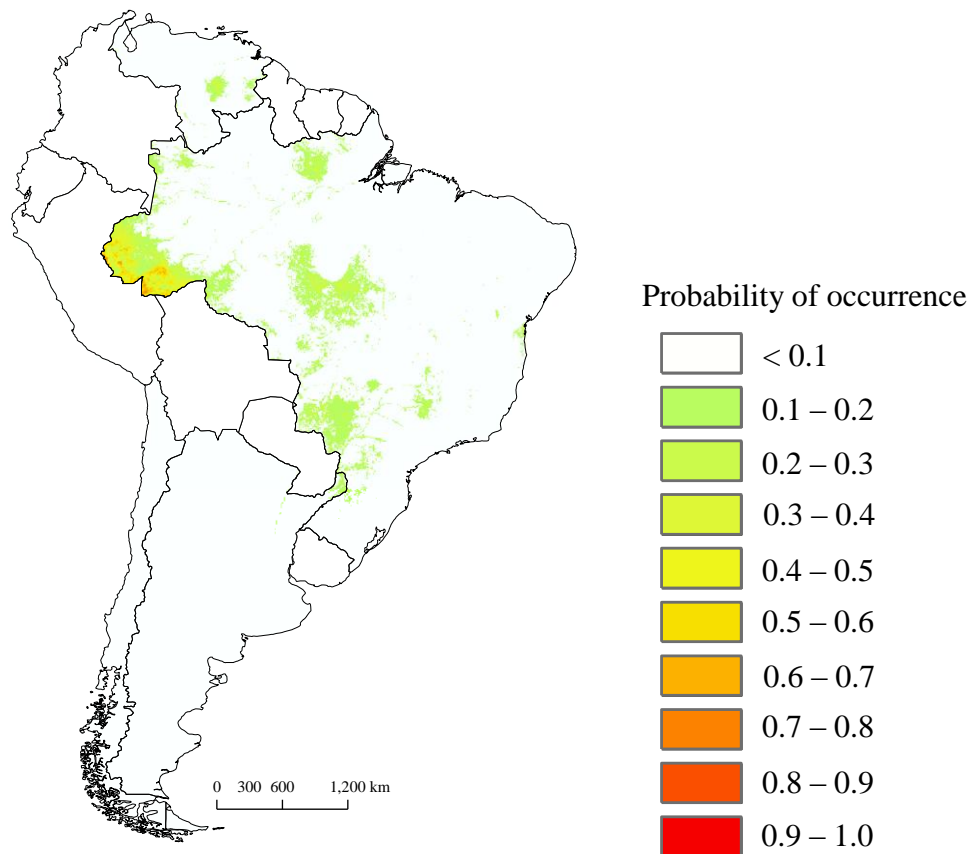 Probability of occurrence
< 0.1
0.1 – 0.2
0.2 – 0.3
0.3 – 0.4
0.4 – 0.5
0.5 – 0.6
0.6 – 0.7
0.7 – 0.8
0.8 – 0.9
0.9 – 1.0
0 300 600 1,200 km